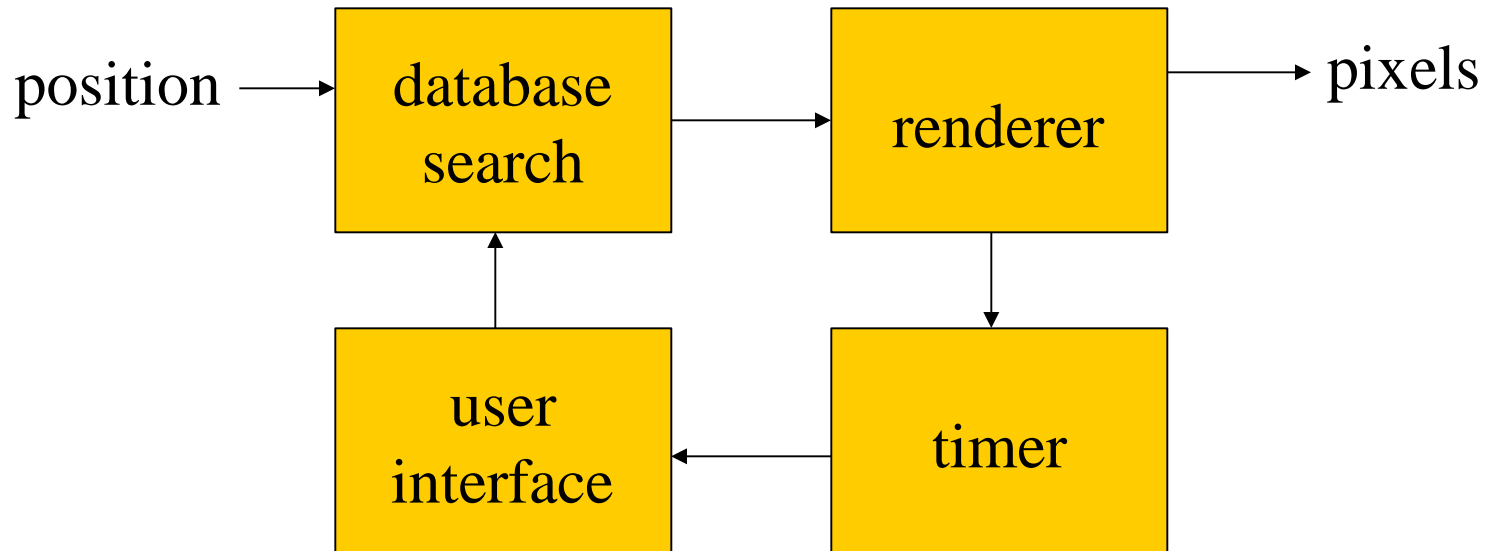 position
database
search
renderer
pixels
user
interface
timer